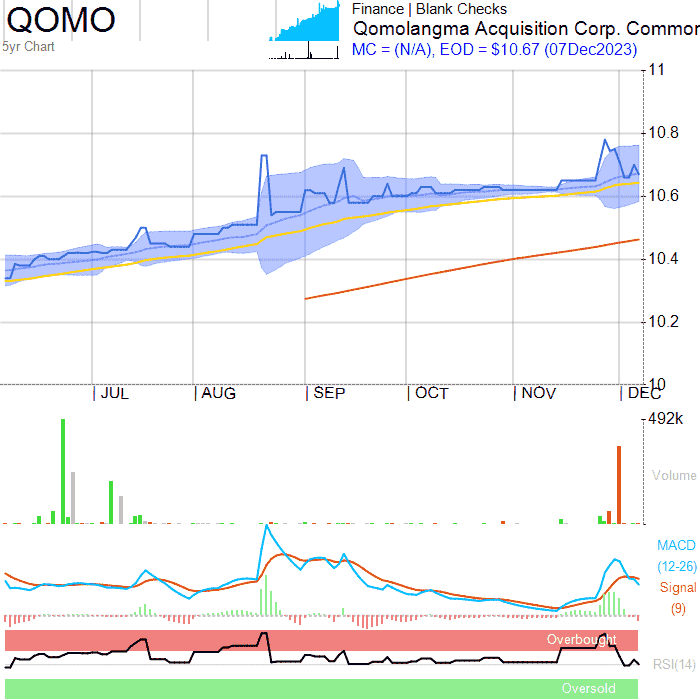 QOMO
5yr Chart
Finance | Blank Checks
Qomolangma Acquisition Corp. Common
MC = (N/A), EOD = $10.67 (07Dec2023)
11
10.8
10.6
10.4
10.2
10
JUL AUG SEP OCT NOV DEC
492k
Volume
MACD
(12-26)
Signal
(9)
Overbought
RSI(14)
Oversold